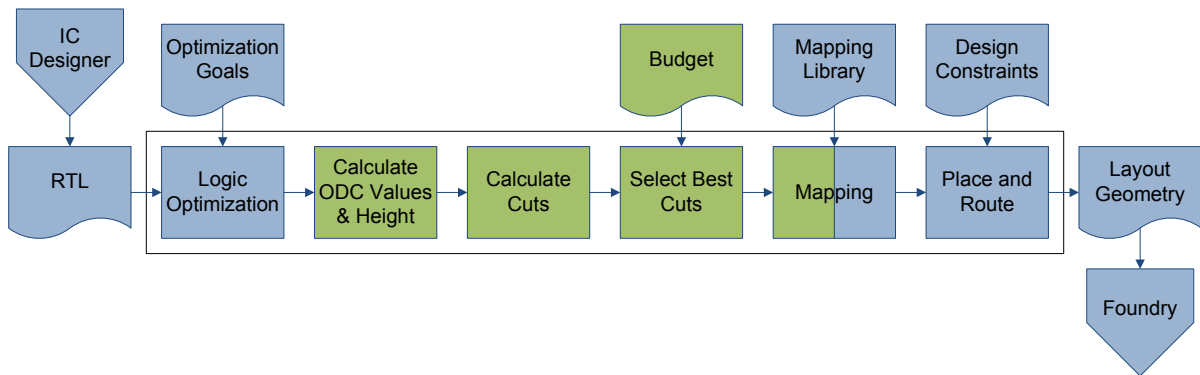 IC
Designer
Optimization
Goals
Budget
Mapping
Library
Design
Constraints
RTL
Logic
Optimization
Calculate
ODC Values
& Height
Calculate
Cuts
Select Best
Cuts
Mapping
Place and
Route
Layout
Geometry
Foundry